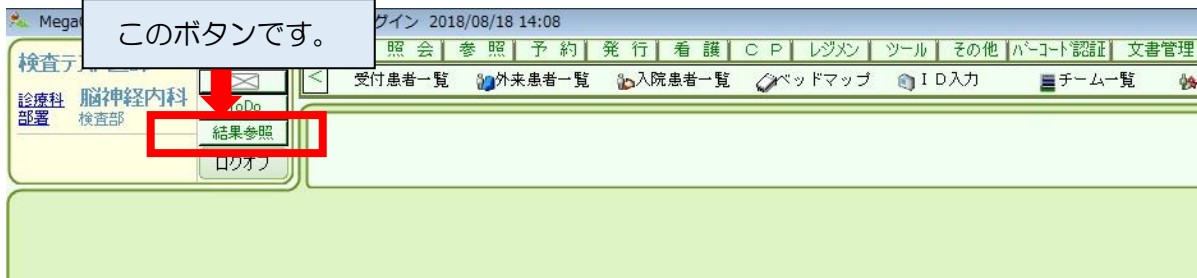 Mega
グイン 2018/08/18 14:08
このボタンです。
照 会 参 照 予 約 発 行 看 護 C P レジメン ツール その他 バーコード認証 文書管理
検査テ
< 受付患者一覧 外来患者一覧 入院患者一覧 ベッドマップ ID入力 チーム一覧
診療科 脳神経内科
部署 検査部
ToDo
結果参照
ログオフ